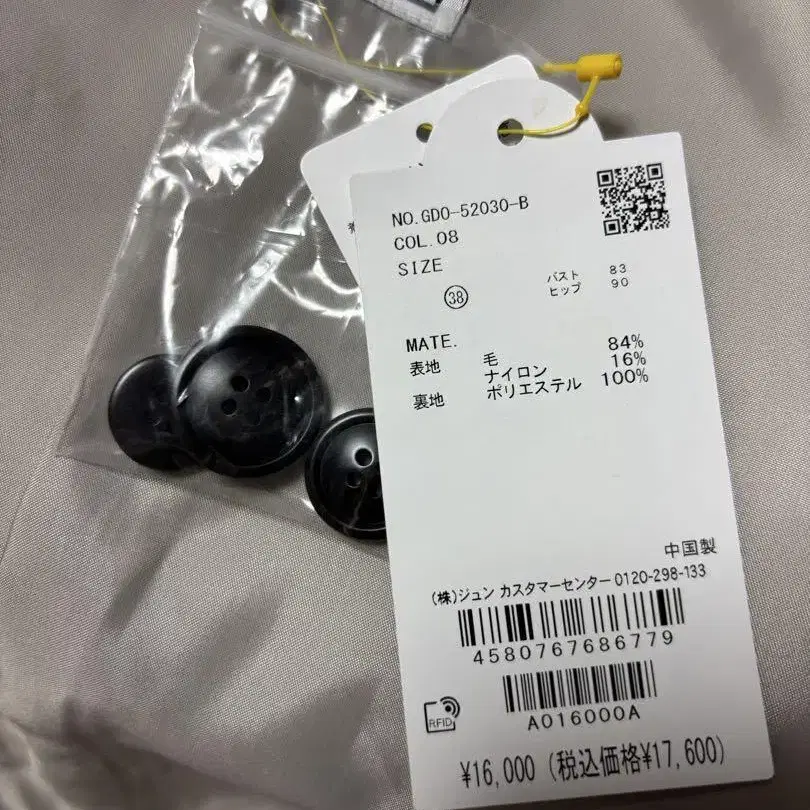 NO.GDO-52030-B
COL.08
SIZE
38
バスト 83
ヒップ 90
MATE.
表地 毛 84%
ナイロン 16%
裏地 ポリエステル 100%
中国製
(株)ジュン カスタマーセンター 0120-298-133
4580767686779
A016000A
RFID
¥16,000 (税込価格¥17,600)